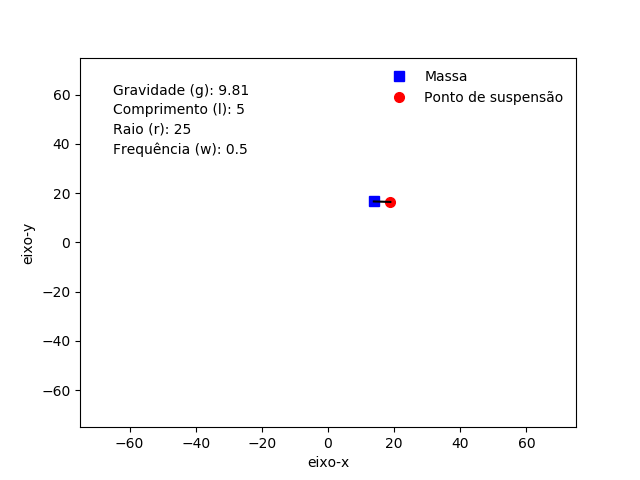 Gravidade (g): 9.81
Comprimento (l): 5
Raio (r): 25
Frequência (w): 0.5
Massa
Ponto de suspensão
60
40
20
0
−20
−40
−60
eixo-y
−60
−40
−20
0
20
40
60
eixo-x